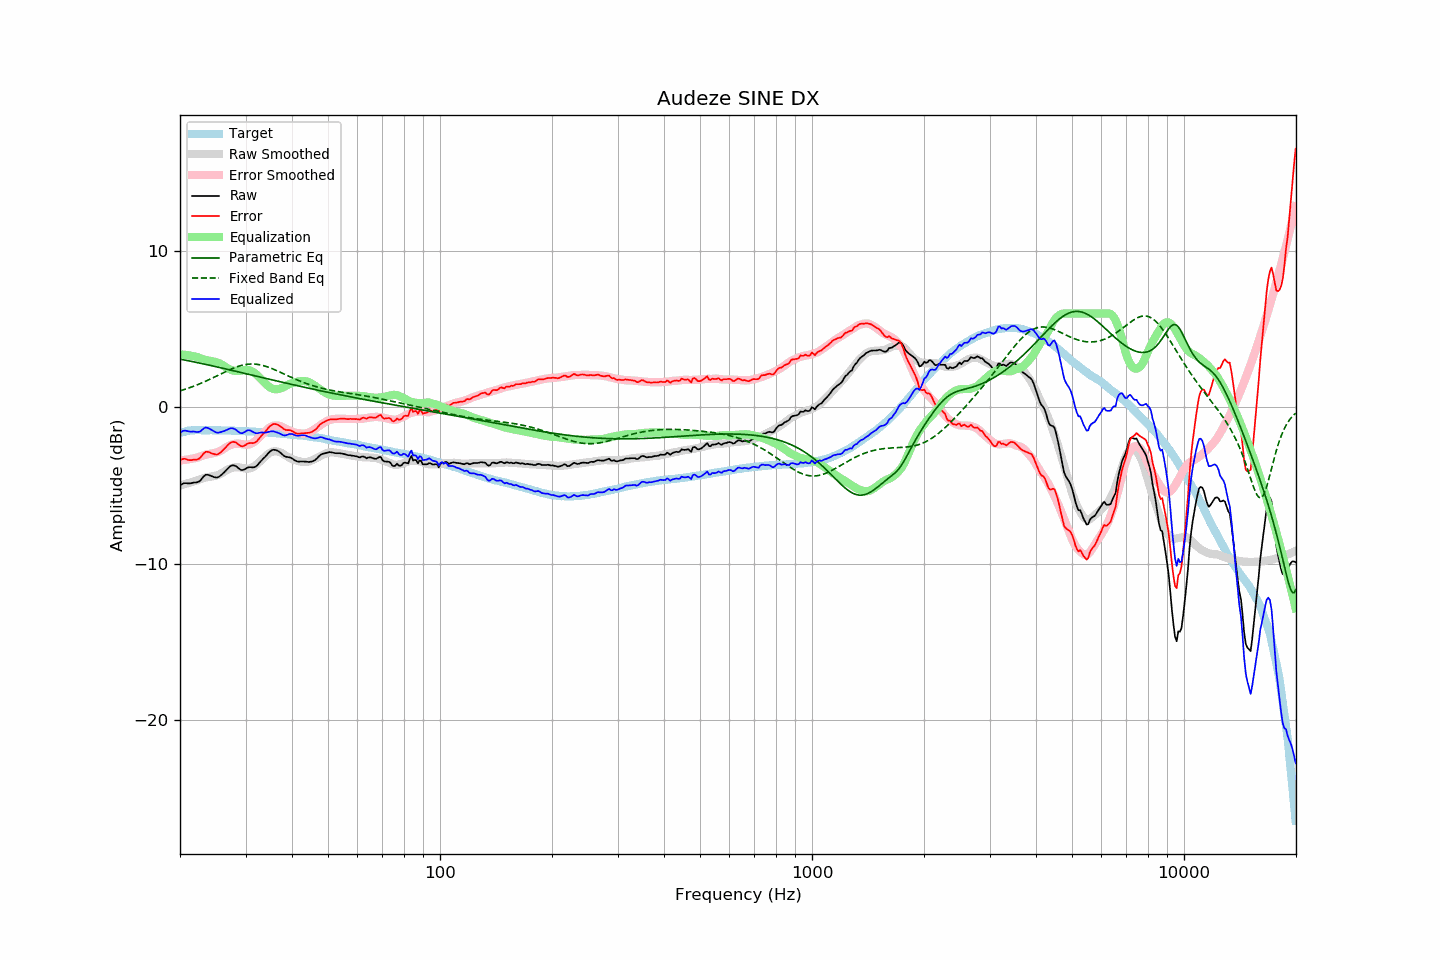 Audeze SINE DX
Target
Raw Smoothed
Error Smoothed
Raw
Error
Equalization
Parametric Eq
Fixed Band Eq
Equalized
10
0
−10
−20
Amplitude (dBr)
100
1000
10000
Frequency (Hz)